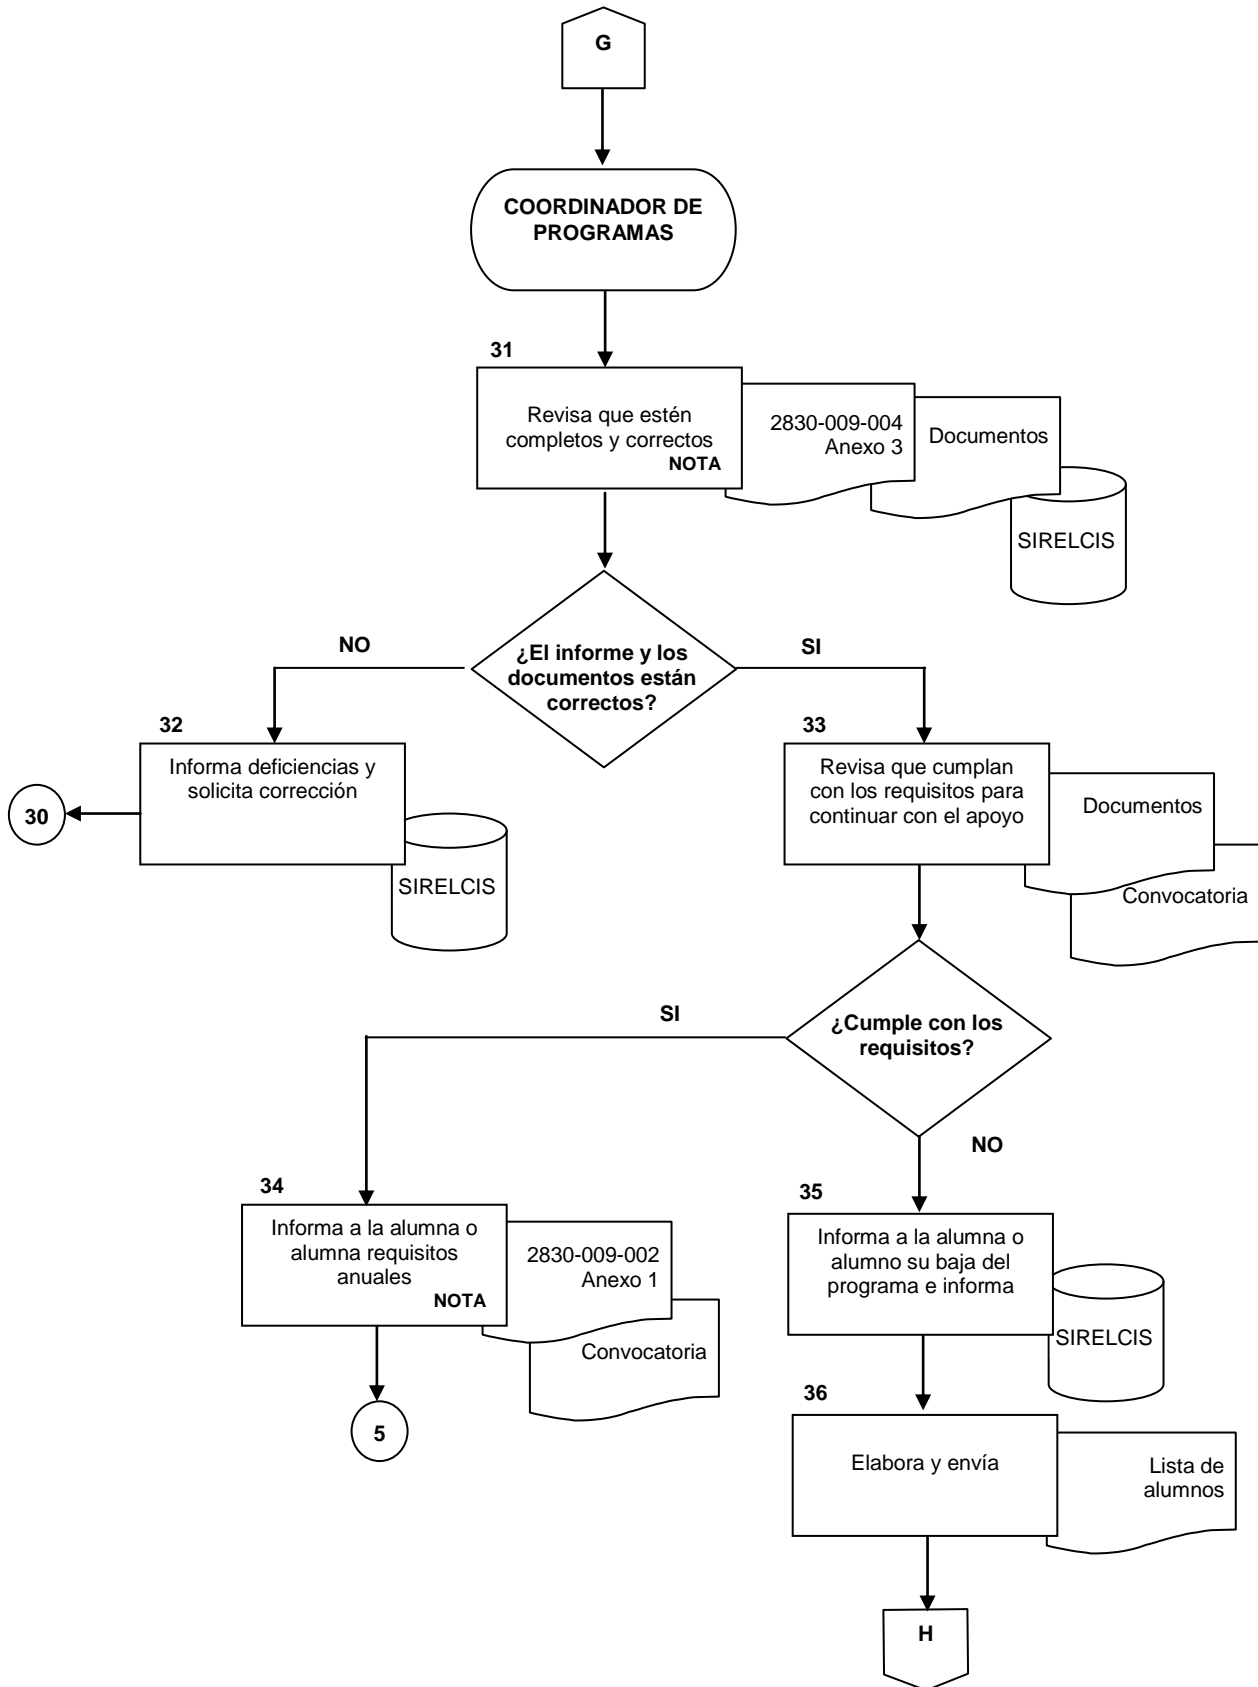 G
COORDINADOR DE
PROGRAMAS
31
Revisa que estén
completos y correctos
NOTA
2830-009-004
Anexo 3
Documentos
SIRELCIS
¿El informe y los
documentos están
correctos?
NO
SI
32
Informa deficiencias y
solicita corrección
30
SIRELCIS
33
Revisa que cumplan
con los requisitos para
continuar con el apoyo
Documentos
Convocatoria
¿Cumple con los
requisitos?
SI
NO
34
Informa a la alumna o
alumna requisitos
anuales
NOTA
2830-009-002
Anexo 1
Convocatoria
5
35
Informa a la alumna o
alumno su baja del
programa e informa
SIRELCIS
36
Elabora y envía
Lista de
alumnos
H